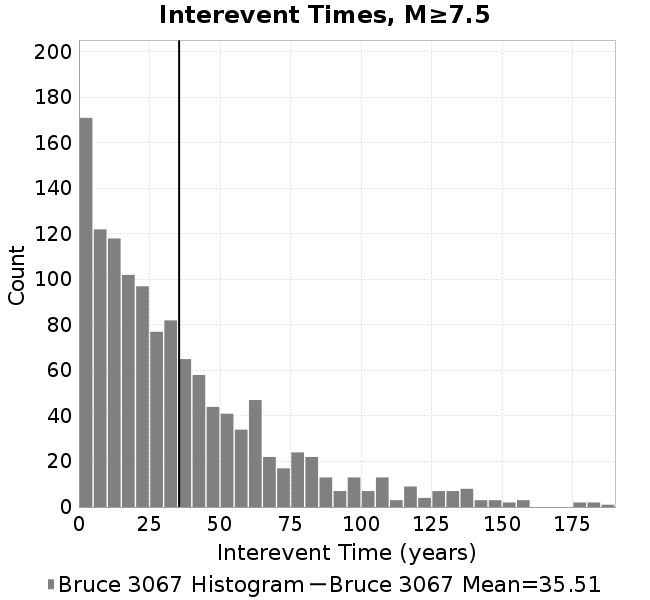 Interevent Times, M≥7.5
200
180
160
140
120
100
80
60
40
20
0
Count
0 25 50 75 100 125 150 175
Interevent Time (years)
Bruce 3067 Histogram Bruce 3067 Mean=35.51